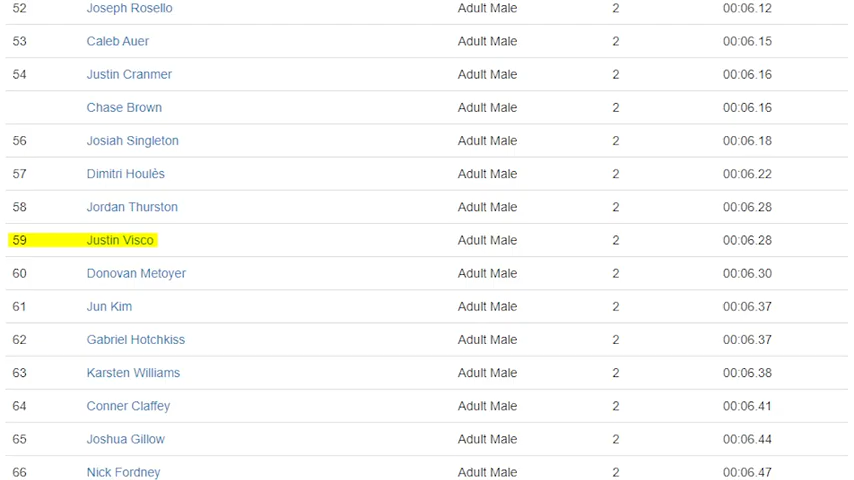 52 Joseph Rosello Adult Male 2 00:06.12
53 Caleb Auer Adult Male 2 00:06.15
54 Justin Cranmer Adult Male 2 00:06.16
Chase Brown Adult Male 2 00:06.16
56 Josiah Singleton Adult Male 2 00:06.18
57 Dimitri Houlès Adult Male 2 00:06.22
58 Jordan Thurston Adult Male 2 00:06.28
59 Justin Visco Adult Male 2 00:06.28
60 Donovan Metoyer Adult Male 2 00:06.30
61 Jun Kim Adult Male 2 00:06.37
62 Gabriel Hotchkiss Adult Male 2 00:06.37
63 Karsten Williams Adult Male 2 00:06.38
64 Conner Claffey Adult Male 2 00:06.41
65 Joshua Gillow Adult Male 2 00:06.44
66 Nick Fordney Adult Male 2 00:06.47